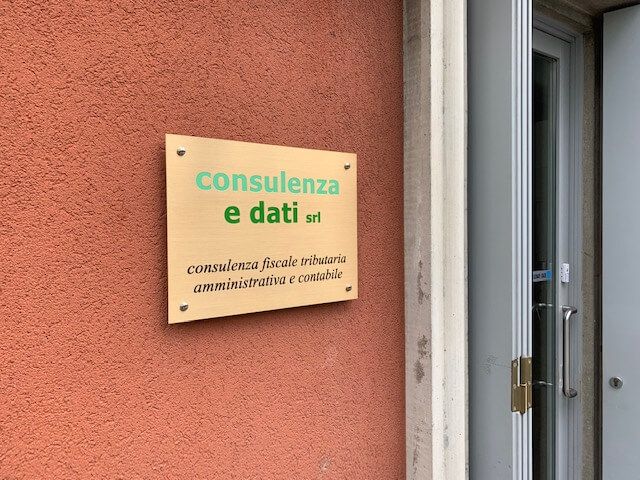 consulenza
e dati srl
consulenza fiscale tributaria
amministrativa e contabile